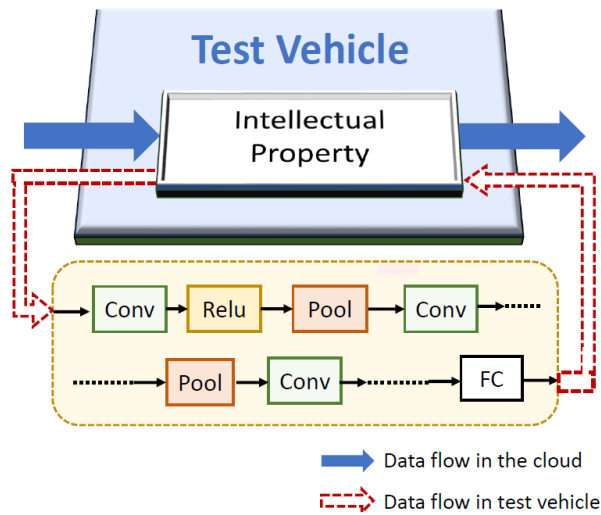 Test Vehicle
Intellectual
Property
Conv Relu Pool Conv
Pool Conv FC
Data flow in the cloud
Data flow in test vehicle